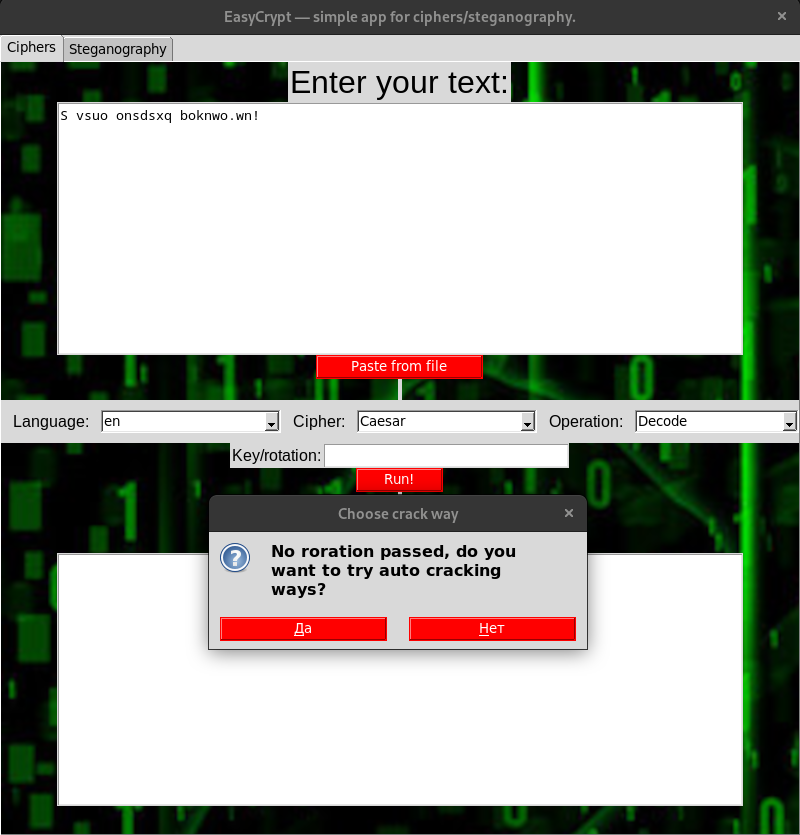 EasyCrypt — simple app for ciphers/steganography.
Ciphers Steganography
Enter your text:
S vsuo onsdsxq boknwo.wn!
Paste from file
Language: en Cipher: Caesar Operation: Decode
Key/rotation:
Run!
Choose crack way
No roration passed, do you
want to try auto cracking
ways?
Да Нет